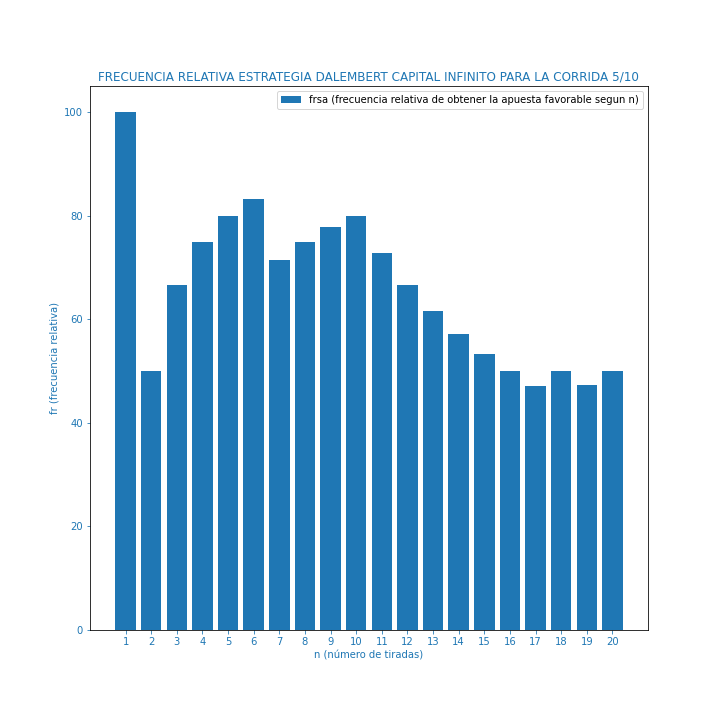 FRECUENCIA RELATIVA ESTRATEGIA DALEMBERT CAPITAL INFINITO PARA LA CORRIDA 5/10
frsa (frecuencia relativa de obtener la apuesta favorable segun n)
100
80
60
40
20
0
fr (frecuencia relativa)
1 2 3 4 5 6 7 8 9 10 11 12 13 14 15 16 17 18 19 20
n (número de tiradas)